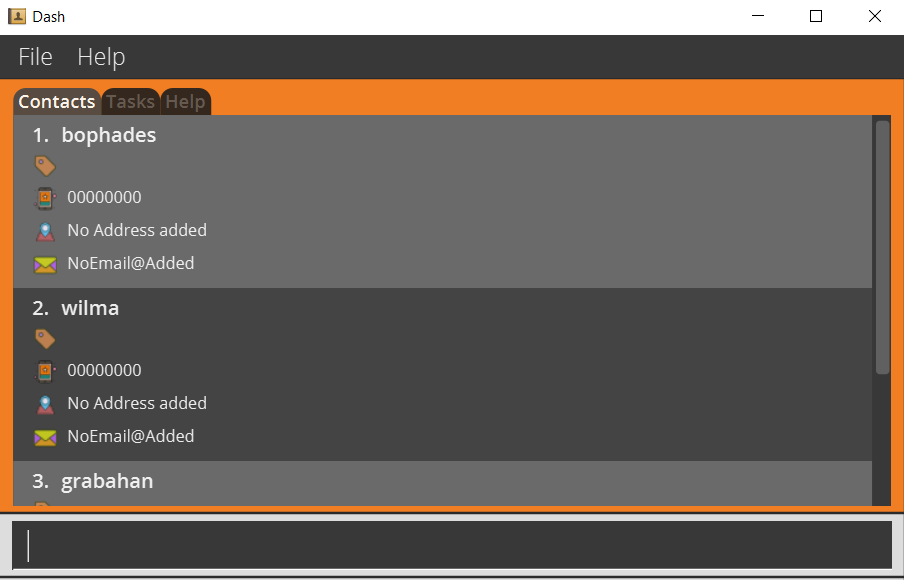 Dash
File Help
Contacts Tasks Help
1. bophades
00000000
No Address added
NoEmail@Added
2. wilma
00000000
No Address added
NoEmail@Added
3. grabahan